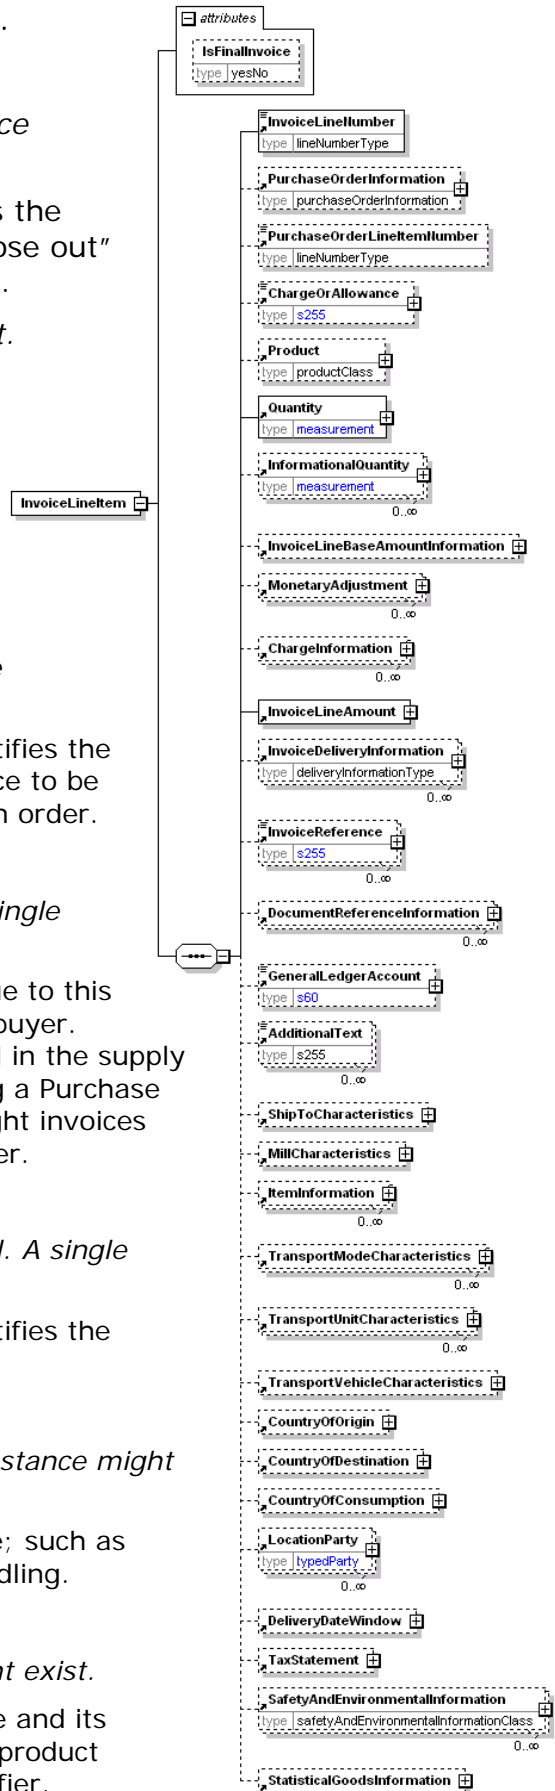 .
ce
s the
ose out"
.
t.
e
tifies the
ce to be
n order.
ingle
e to this
buyer.
l in the supply
g a Purchase
ght invoices
er.
l. A single
tifies the
stance might
e; such as
dling.
nt exist.
e and its
product
fier.
attributes
IsFinalInvoice
type yesNo
InvoiceLineItem
InvoiceLineNumber
type lineNumberType
PurchaseOrderInformation
type purchaseOrderInformation
PurchaseOrderLineItemNumber
type lineNumberType
ChargeOrAllowance
type s255
Product
type productClass
Quantity
type measurement
InformationalQuantity
type measurement
0..∞
InvoiceLineBaseAmountInformation
MonetaryAdjustment
0..∞
ChargeInformation
0..∞
InvoiceLineAmount
InvoiceDeliveryInformation
type deliveryInformationType
0..∞
InvoiceReference
type s255
0..∞
DocumentReferenceInformation
0..∞
GeneralLedgerAccount
type s60
AdditionalText
type s255
0..∞
ShipToCharacteristics
MillCharacteristics
ItemInformation
0..∞
TransportModeCharacteristics
0..∞
TransportUnitCharacteristics
0..∞
TransportVehicleCharacteristics
CountryOfOrigin
CountryOfDestination
CountryOfConsumption
LocationParty
type typedParty
0..∞
DeliveryDateWindow
TaxStatement
SafetyAndEnvironmentalInformation
type safetyAndEnvironmentalInformationClass
0..∞
StatisticalGoodsInformation